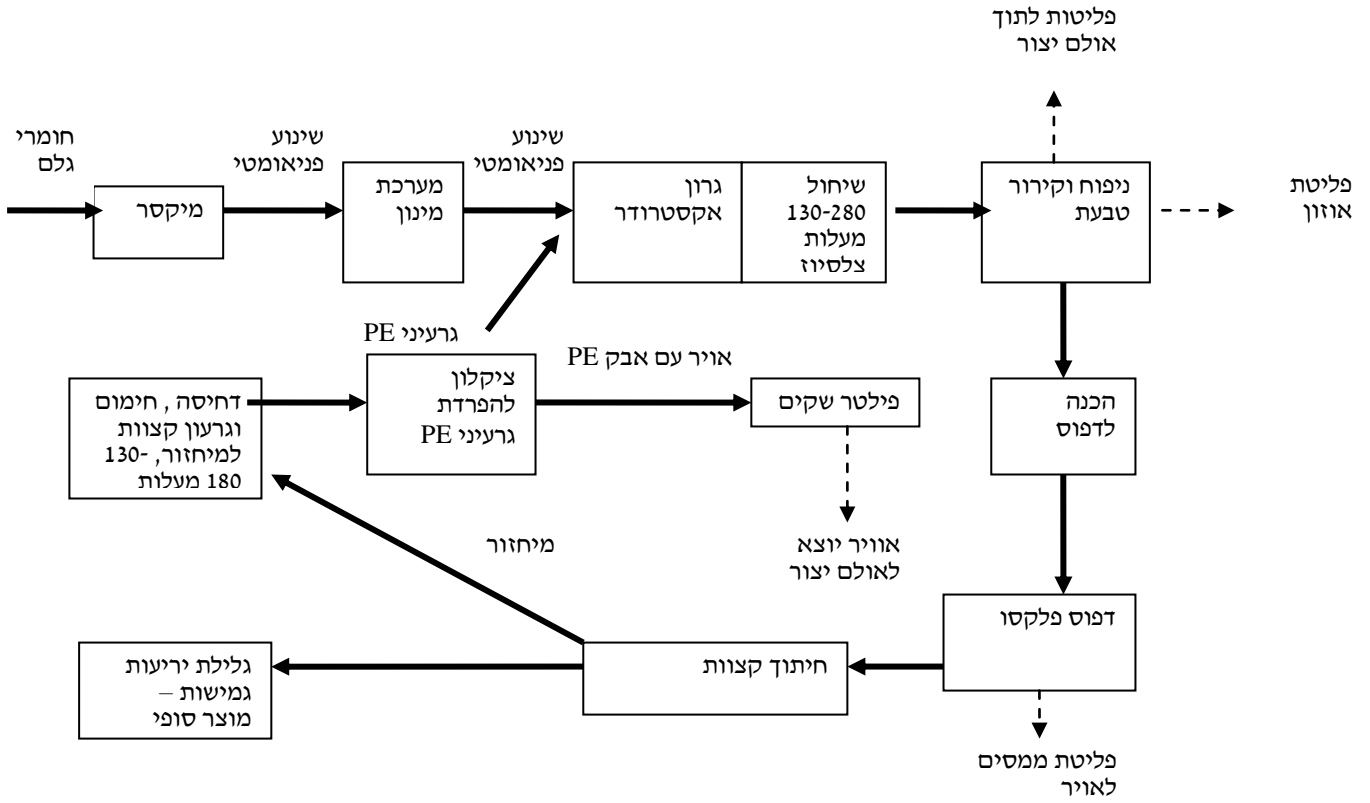 פליטות לתוך
אולם יצור
חומרי
גלם
שינוע
פניאומטי
שינוע
פניאומטי
מיקסר
מערכת
מינון
גרון
אקסטרודר
שיחול
130-280
מעלות
צלסיוז
ניפוח וקירור
טבעת
פליטת
אוזון
גרעיני PE
אויר עם אבק PE
דחיסה , חימום
וגרעון קצוות
למיחזור, 130-
180 מעלות
ציקלון
להפרדת
גרעיני PE
פילטר שקים
הכנה
לדפוס
מיחזור
אוויר יוצא
לאולם יצור
דפוס פלקסו
חיתוך קצוות
גלילת יריעות
גמישות –
מוצר סופי
פליטת ממסים
לאויר